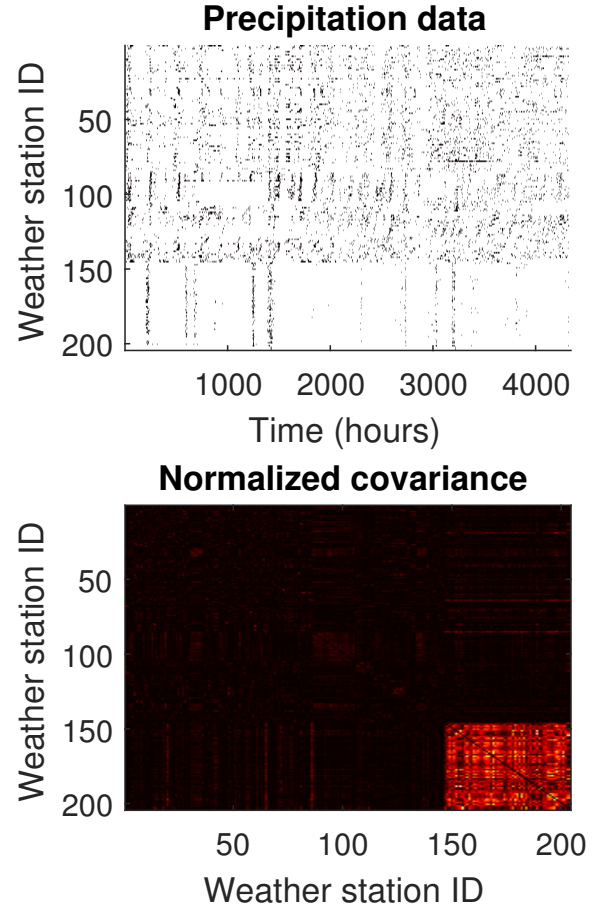 Precipitation data
Weather station ID
50
100
150
200
1000 2000 3000 4000
Time (hours)
Normalized covariance
Weather station ID
50
100
150
200
50 100 150 200
Weather station ID